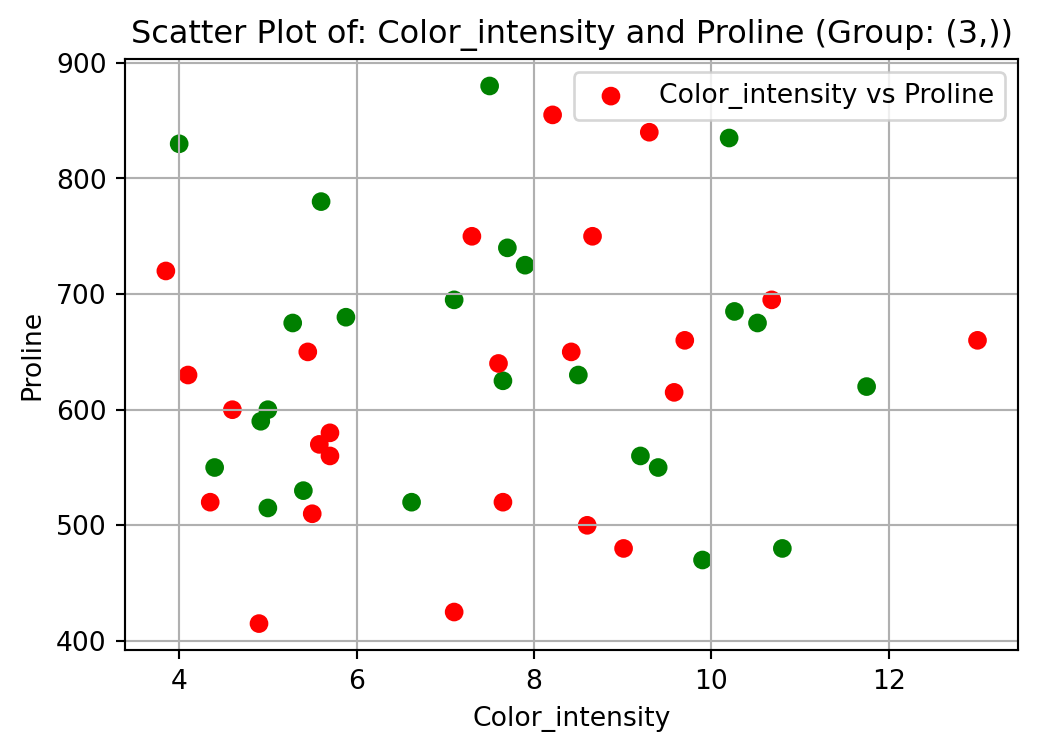 Scatter Plot of: Color_intensity and Proline (Group: (3,))
Color_intensity vs Proline
900
800
700
600
500
400
Proline
4 6 8 10 12
Color_intensity